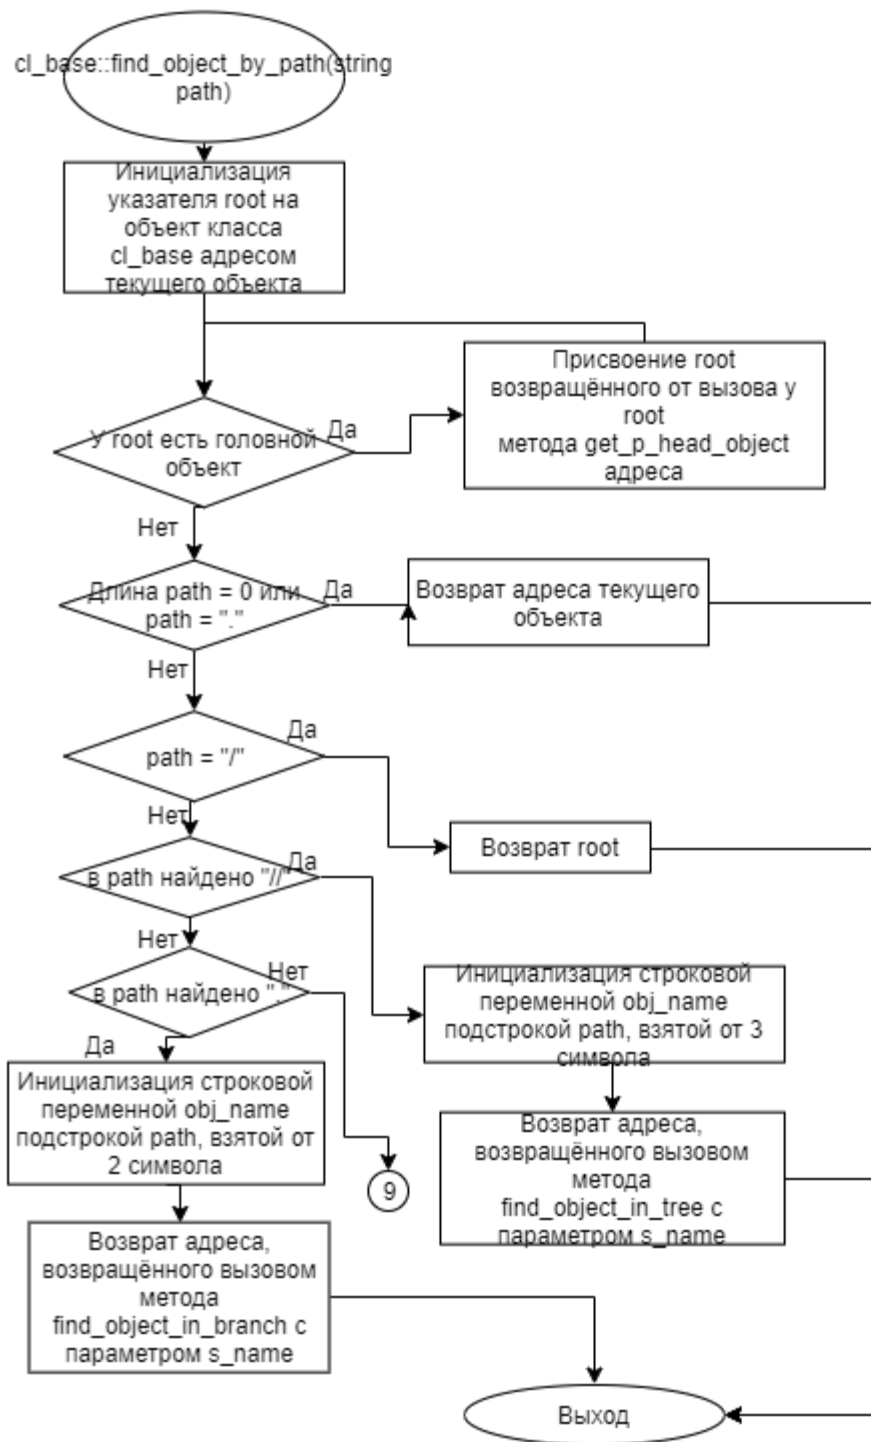 cl_base::find_object_by_path(string
path)
Инициализация
указателя root на
объект класса
cl_base адресом
текущего объекта
Присвоение root
возвращённого от вызова у
root
метода get_p_head_object
адреса
У root есть головной
объект
Да
Нет
Длина path = 0 или
path = "."
Да
Возврат адреса текущего
объекта
Нет
path = "/"
Да
Нет
Возврат root
в path найдено "//"
Да
Нет
в path найдено "."
Нет
Да
Инициализация строковой
переменной obj_name
подстрокой path, взятой от 3
символа
Инициализация строковой
переменной obj_name
подстрокой path, взятой от
2 символа
9
Возврат адреса,
возвращённого вызовом
метода
find_object_in_tree с
параметром s_name
Возврат адреса,
возвращённого вызовом
метода
find_object_in_branch с
параметром s_name
Выход